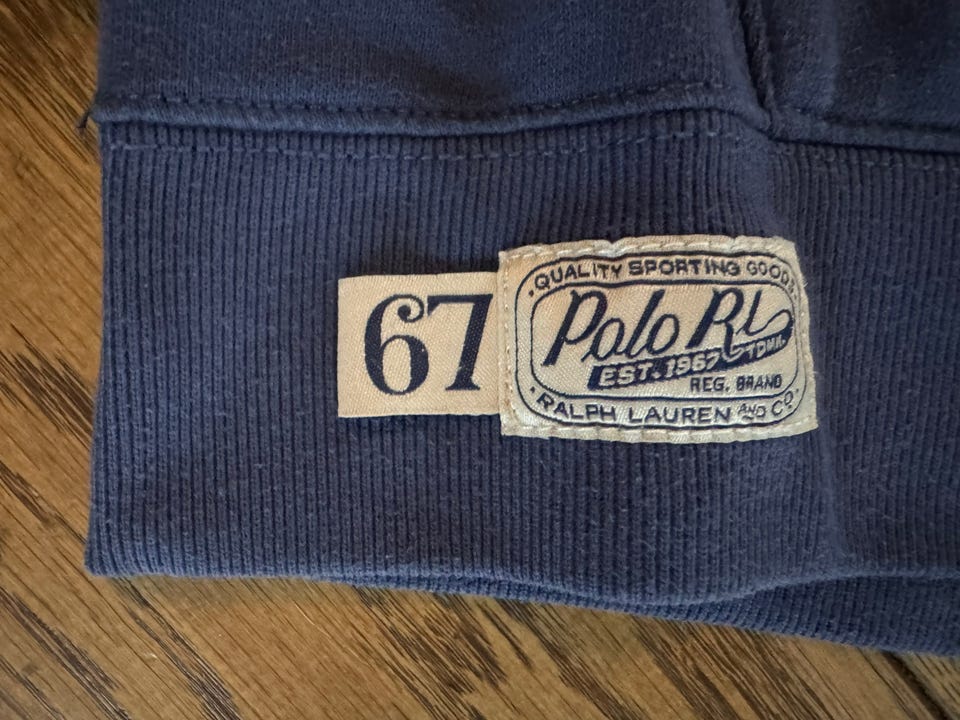 67
QUALITY SPORTING GOODS
Polo RL
EST. 1967 TDMK.
REG. BRAND
RALPH LAUREN AND CO.